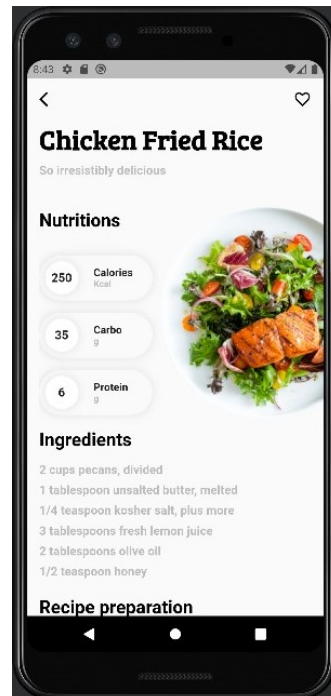 8:43
Chicken Fried Rice
So irresistibly delicious
Nutritions
250 Calories
Kcal
35 Carbo
g
6 Protein
g
Ingredients
2 cups pecans, divided
1 tablespoon unsalted butter, melted
1/4 teaspoon kosher salt, plus more
3 tablespoons fresh lemon juice
2 tablespoons olive oil
1/2 teaspoon honey
Recipe preparation